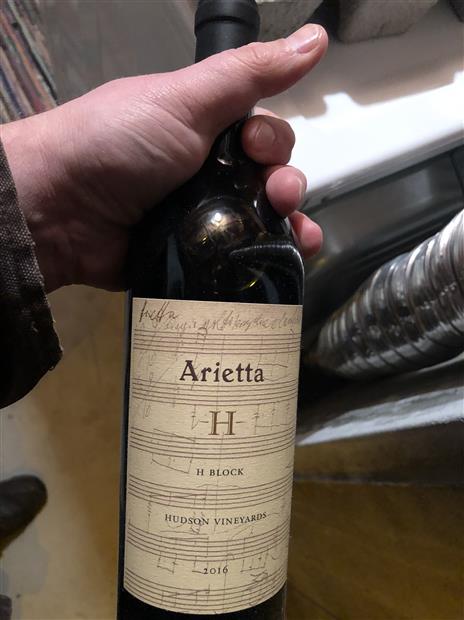 Arietta
H
H BLOCK
HUDSON VINEYARDS
2016